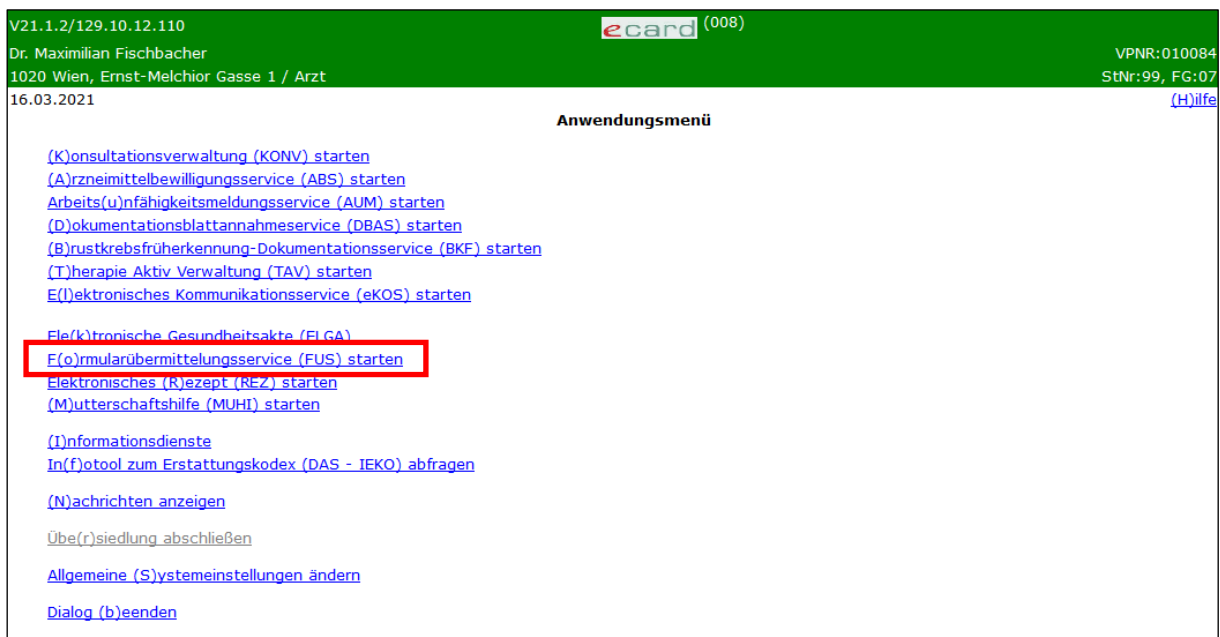 V21.1.2/129.10.12.110 ecard (008)
Dr. Maximilian Fischbacher VPNR:010084
1020 Wien, Ernst-Melchior Gasse 1 / Arzt StNr:99, FG:07
16.03.2021 (H)ilfe
Anwendungsmenü
(K)onsultationsverwaltung (KONV) starten
(A)rzneimittelbewilligungsservice (ABS) starten
Arbeits(u)nfähigkeitsmeldungsservice (AUM) starten
(D)okumentationsblattannahmeservice (DBAS) starten
(B)rustkrebsfrüherkennung-Dokumentationsservice (BKF) starten
(T)herapie Aktiv Verwaltung (TAV) starten
E(l)ektronisches Kommunikationsservice (eKOS) starten
Ele(k)tronische Gesundheitsakte (ELGA)
F(o)rmularübermittelungsservice (FUS) starten
Elektronisches (R)ezept (REZ) starten
(M)utterschaftshilfe (MUHI) starten
(I)nformationsdienste
In(f)otool zum Erstattungskodex (DAS - IEKO) abfragen
(N)achrichten anzeigen
Übe(r)siedlung abschließen
Allgemeine (S)ystemeinstellungen ändern
Dialog (b)eenden